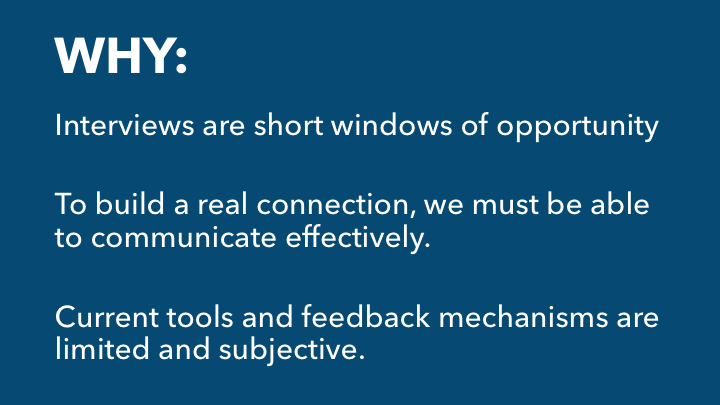 WHY:
Interviews are short windows of opportunity
To build a real connection, we must be able
to communicate effectively.
Current tools and feedback mechanisms are
limited and subjective.